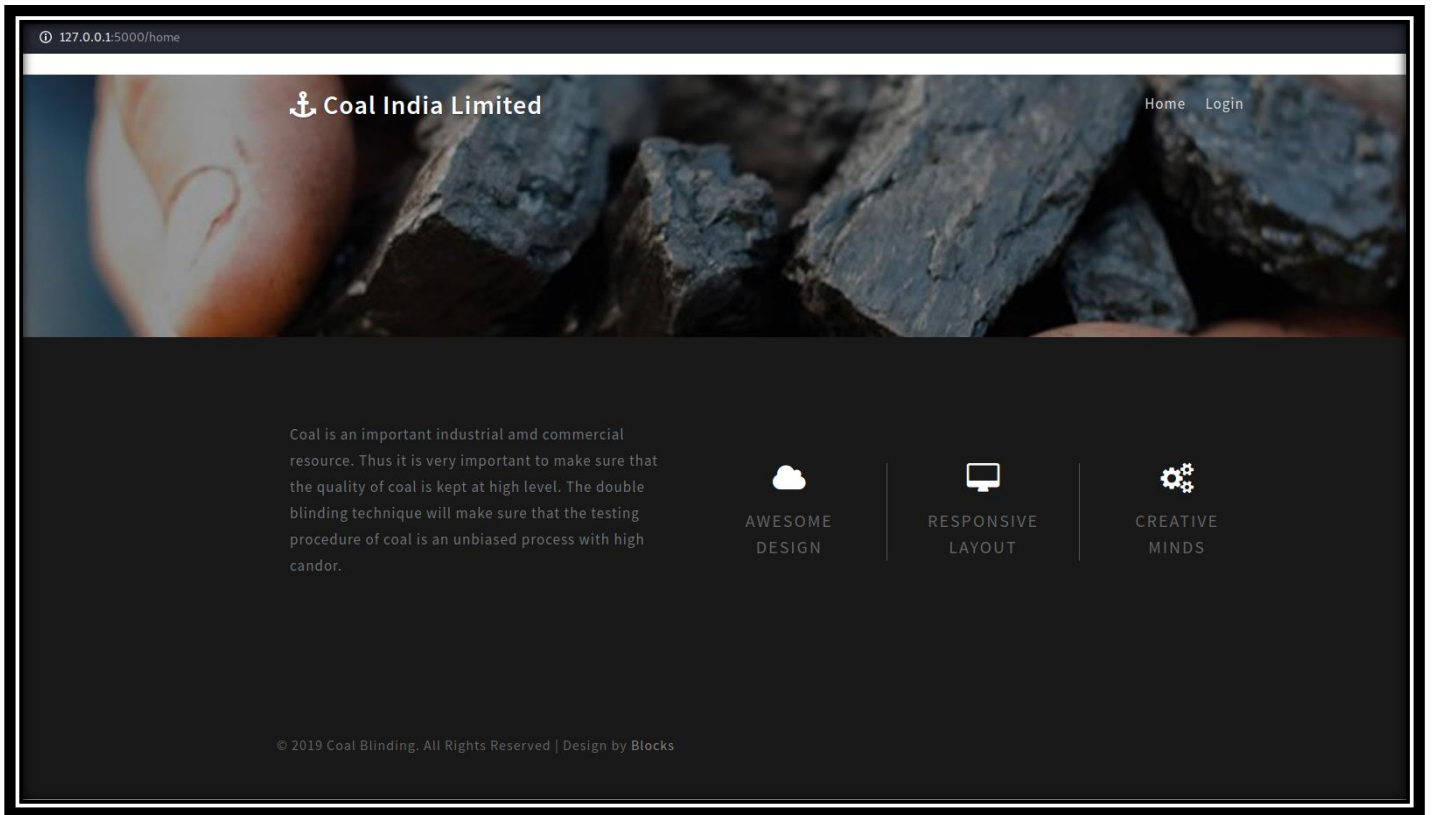 127.0.0.1:5000/home
Coal India Limited
Home Login
Coal is an important industrial amd commercial
resource. Thus it is very important to make sure that
the quality of coal is kept at high level. The double
blinding technique will make sure that the testing
procedure of coal is an unbiased process with high
candor.
AWESOME
DESIGN
RESPONSIVE
LAYOUT
CREATIVE
MINDS
© 2019 Coal Blinding. All Rights Reserved | Design by Blocks